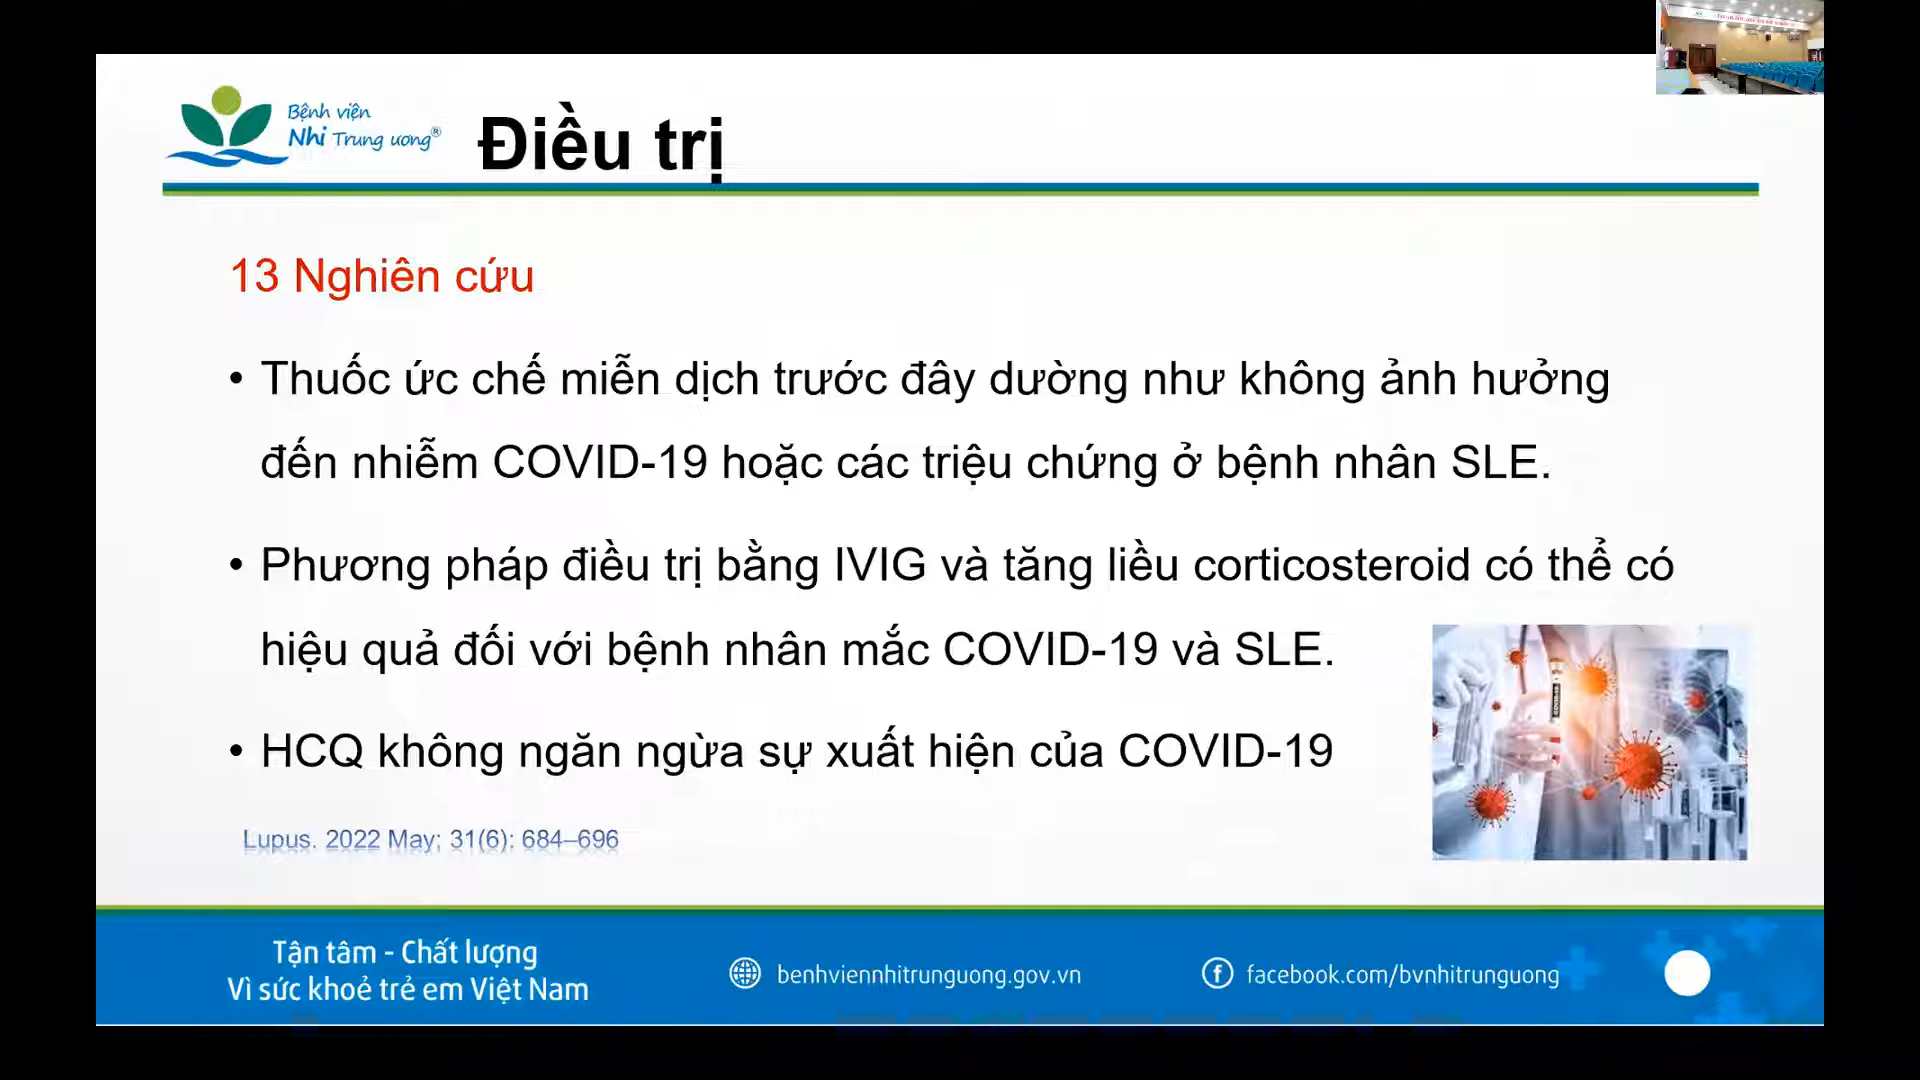 Bệnh viện
Nhi Trung ương®
Điều trị
13 Nghiên cứu
• Thuốc ức chế miễn dịch trước đây dường như không ảnh hưởng
đến nhiễm COVID-19 hoặc các triệu chứng ở bệnh nhân SLE.
• Phương pháp điều trị bằng IVIG và tăng liều corticosteroid có thể có
hiệu quả đối với bệnh nhân mắc COVID-19 và SLE.
• HCQ không ngăn ngừa sự xuất hiện của COVID-19
Lupus. 2022 May; 31(6): 684–696
Tận tâm - Chất lượng
Vì sức khoẻ trẻ em Việt Nam
benhviennhitrunguong.gov.vn
facebook.com/bvnhitrunguong